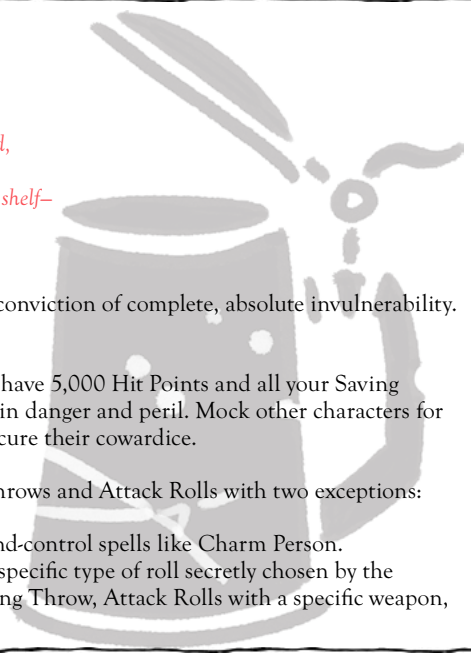 shelf–
conviction of complete, absolute invulnerability.
have 5,000 Hit Points and all your Saving
in danger and peril. Mock other characters for
cure their cowardice.
hrows and Attack Rolls with two exceptions:
nd-control spells like Charm Person.
specific type of roll secretly chosen by the
ng Throw, Attack Rolls with a specific weapon,